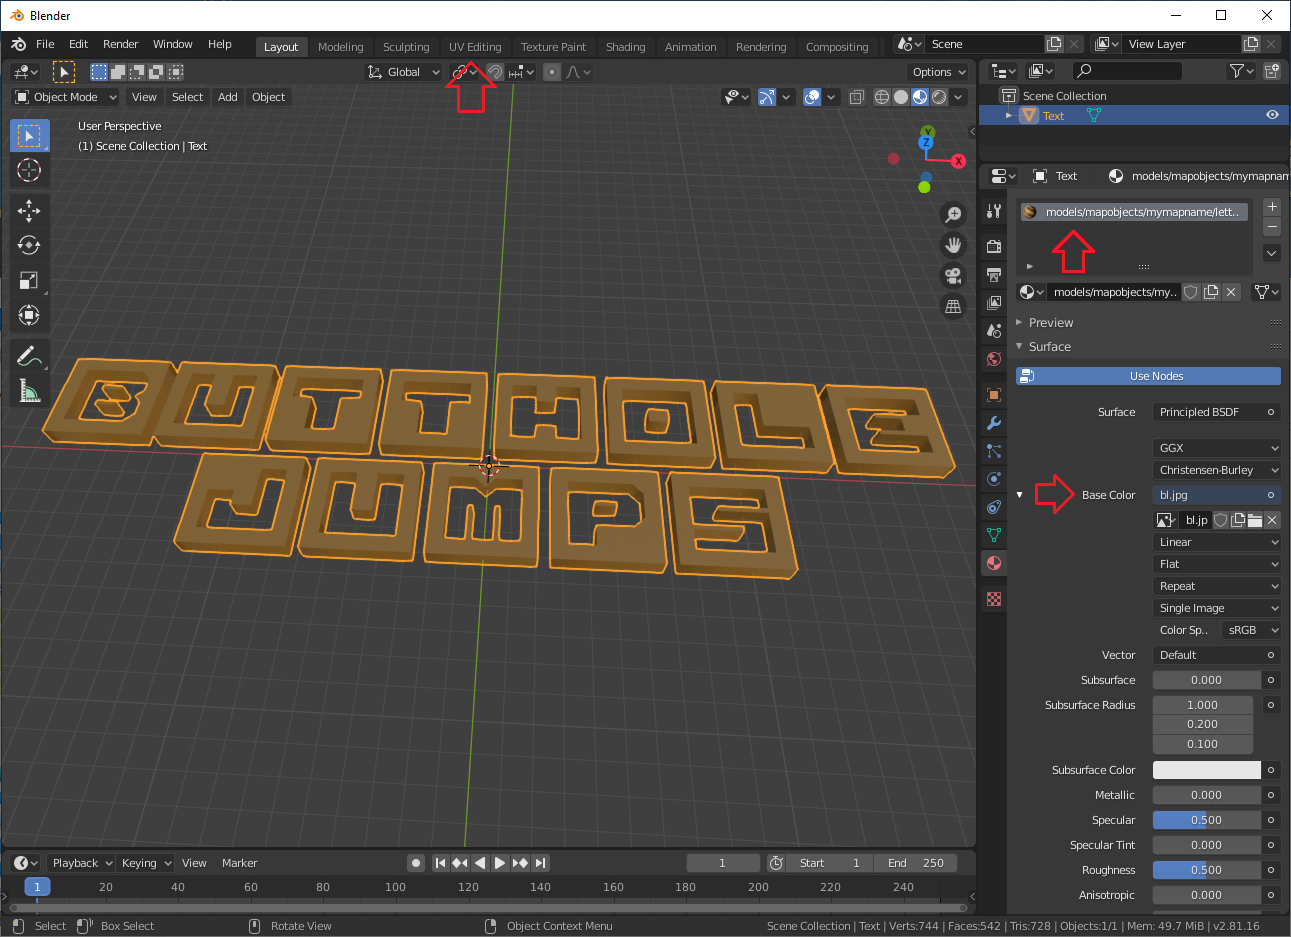 Blender
File Edit Render Window Help Layout Modeling Sculpting UV Editing Texture Paint Shading Animation Rendering Compositing Scene View Layer
Global Options
Object Mode View Select Add Object
User Perspective
(1) Scene Collection | Text
Y
Z
X
BUTTHOLE
JUMPS
Scene Collection
Text
Text models/mapobjects/mymapnam
models/mapobjects/mymapname/lett..
models/mapobjects/my..
Preview
Surface
Use Nodes
Surface Principled BSDF
GGX
Christensen-Burley
Base Color bl.jpg
bl.jp
Linear
Flat
Repeat
Single Image
Color Sp.. sRGB
Vector Default
Subsurface 0.000
Subsurface Radius 1.000
0.200
0.100
Subsurface Color
Metallic 0.000
Specular 0.500
Specular Tint 0.000
Roughness 0.500
Anisotropic 0.000
Playback Keying View Marker 1 Start 1 End 250
1 20 40 60 80 100 120 140 160 180 200 220 240
Select Box Select Rotate View Object Context Menu Scene Collection | Text | Verts:744 | Faces:542 | Tris:728 | Objects:1/1 | Mem: 49.7 MiB | v2.81.16